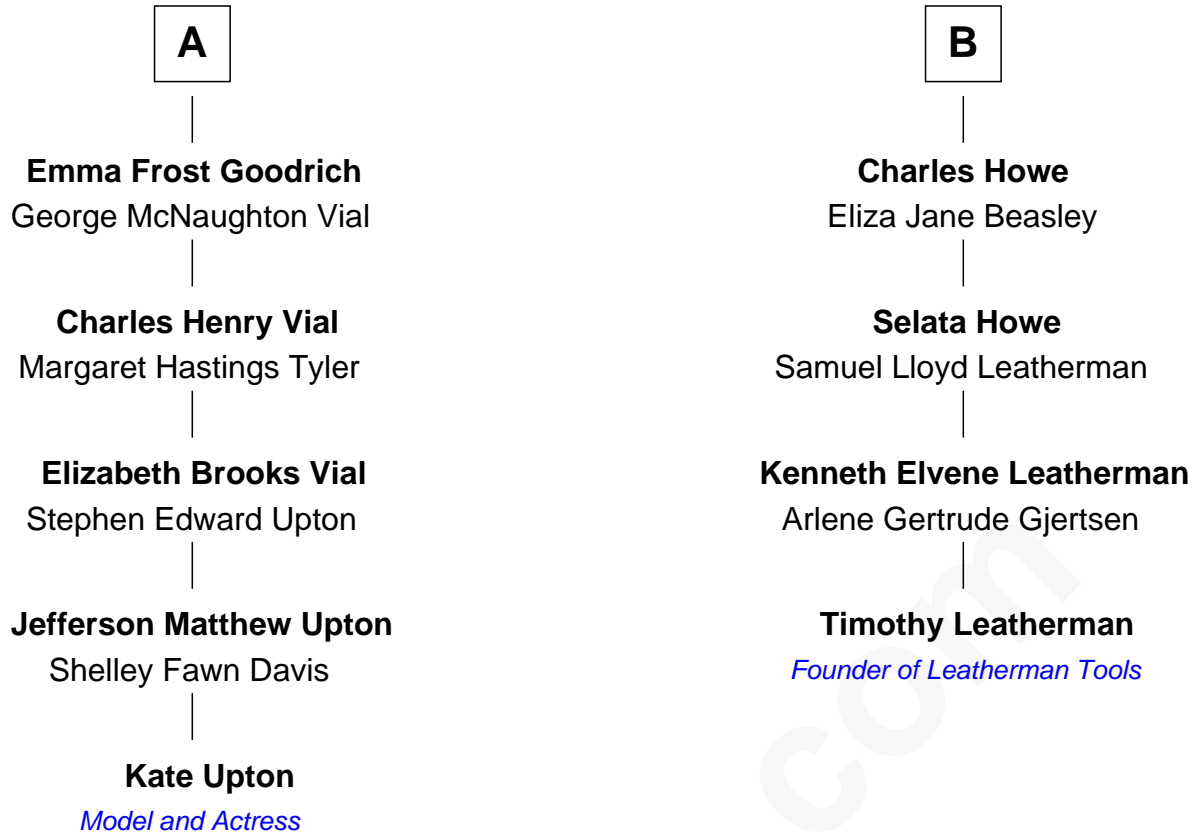 A
Emma Frost Goodrich
George McNaughton Vial
Charles Henry Vial
Margaret Hastings Tyler
Elizabeth Brooks Vial
Stephen Edward Upton
Jefferson Matthew Upton
Shelley Fawn Davis
Kate Upton
Model and Actress
B
Charles Howe
Eliza Jane Beasley
Selata Howe
Samuel Lloyd Leatherman
Kenneth Elvene Leatherman
Arlene Gertrude Gjertsen
Timothy Leatherman
Founder of Leatherman Tools
com